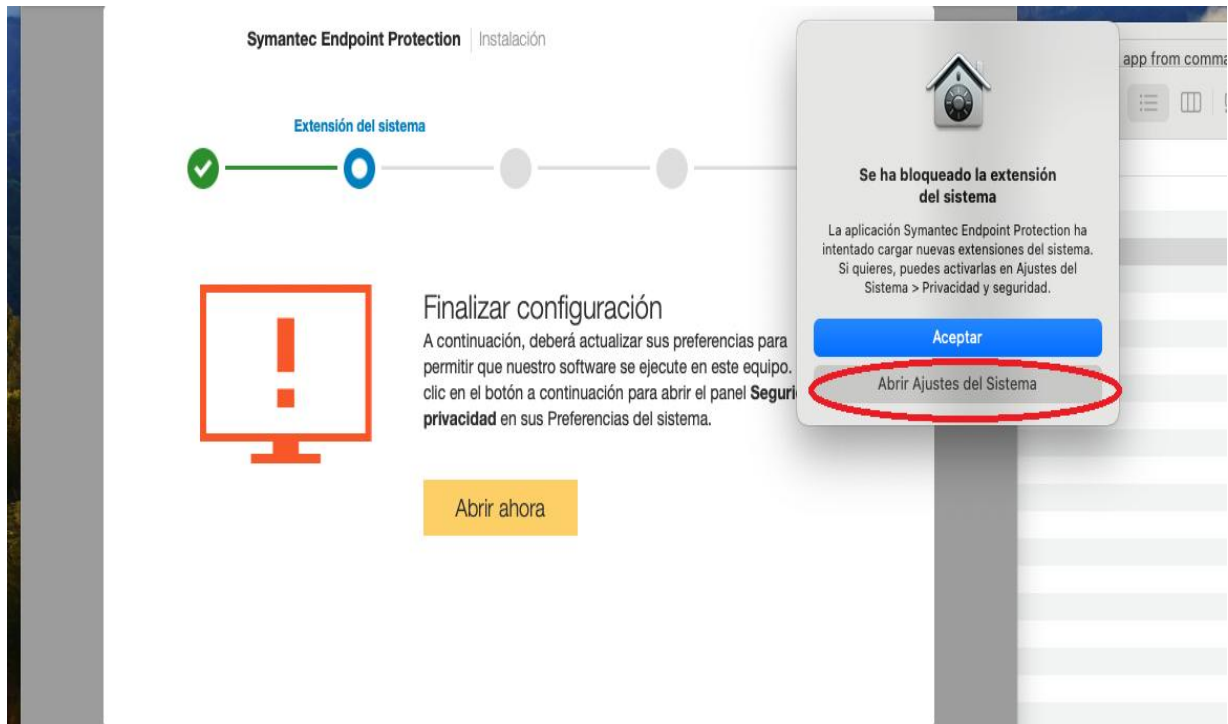 Symantec Endpoint Protection Instalación
Extensión del sistema
Finalizar configuración
A continuación, deberá actualizar sus preferencias para
permitir que nuestro software se ejecute en este equipo.
clic en el botón a continuación para abrir el panel
privacidad en sus Preferencias del sistema.
Abrir ahora
Se ha bloqueado la extensión
del sistema
La aplicación Symantec Endpoint Protection ha
intentado cargar nuevas extensiones del sistema.
Si quieres, puedes activarlas en Ajustes del
Sistema > Privacidad y seguridad.
Aceptar
Abrir Ajustes del Sistema
app from